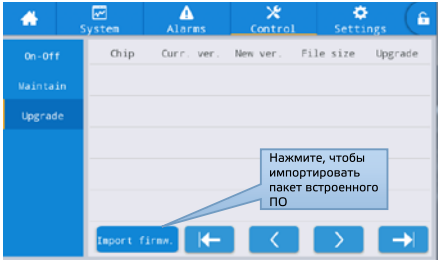 System Alarms Control Settings
On-Off
Maintain
Upgrade
Chip Curr. ver. New ver. File size Upgrade
Нажмите, чтобы
импортировать
пакет встроенного
ПО
Import firmw.